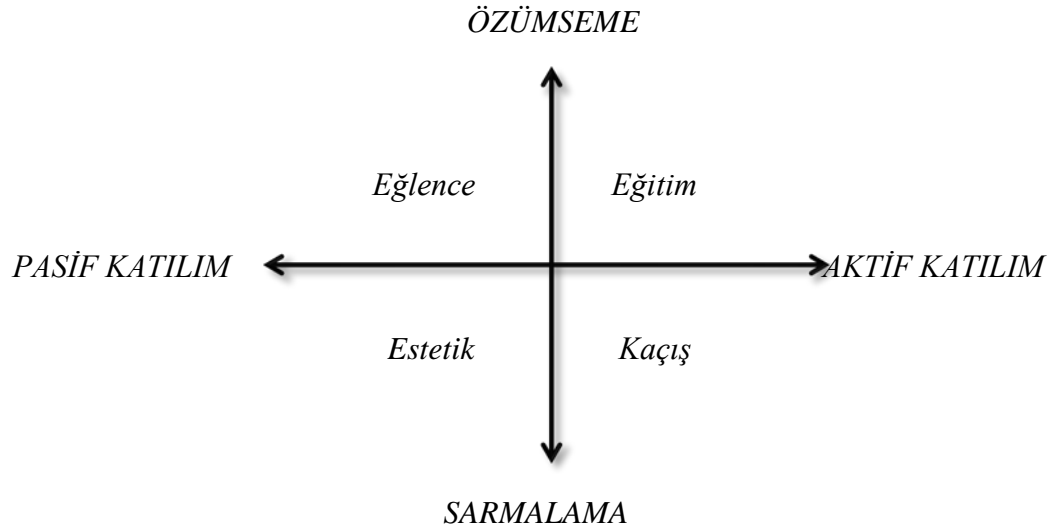 ÖZÜMSEME
Eğlence Eğitim
PASİF KATILIM AKTİF KATILIM
Estetik Kaçış
SARMALAMA